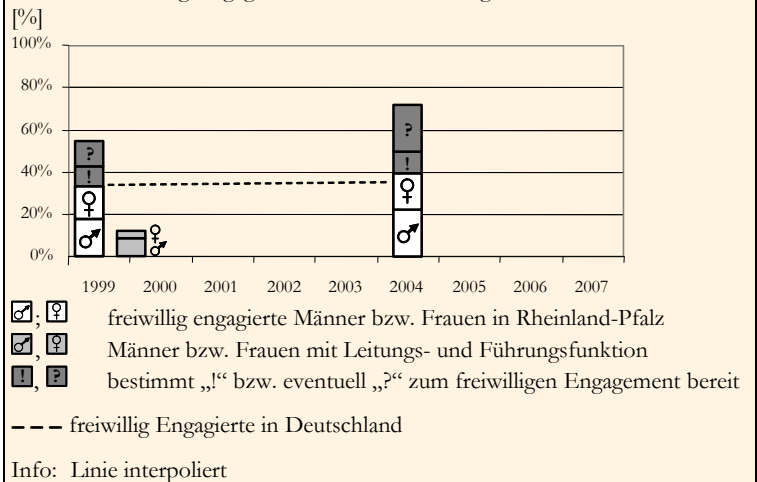 [%]
100%
80%
60%
40%
20%
0%
?
!
♀
♂
♀
♂
?
!
♀
♂
1999 2000 2001 2002 2003 2004 2005 2006 2007
♂; ♀ freiwillig engagierte Männer bzw. Frauen in Rheinland-Pfalz
♂, ♀ Männer bzw. Frauen mit Leitungs- und Führungsfunktion
!, ? bestimmt „!“ bzw. eventuell „?“ zum freiwilligen Engagement bereit
freiwillig Engagierte in Deutschland
Info: Linie interpoliert